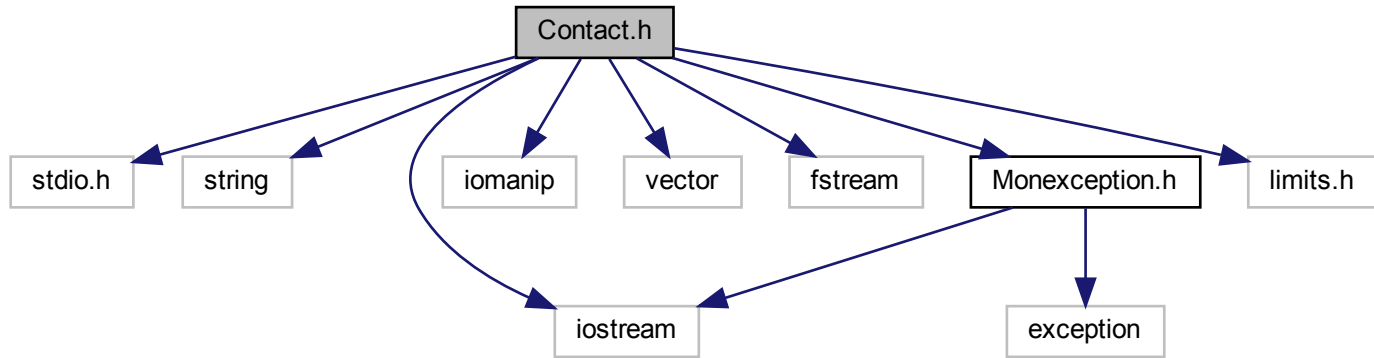 Contact.h
stdio.h
string
iomanip
vector
fstream
Monexception.h
limits.h
iostream
exception